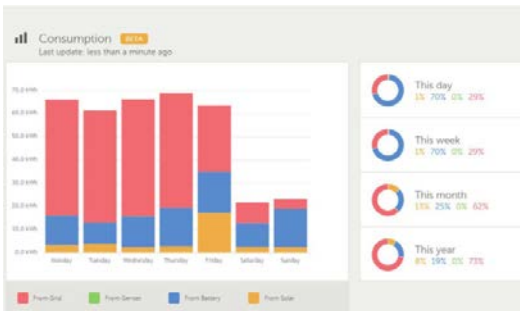 Consumption BETA
Last update: less than a minute ago
70.0 kWh
60.0 kWh
50.0 kWh
40.0 kWh
30.0 kWh
20.0 kWh
10.0 kWh
0.0 kWh
Monday Tuesday Wednesday Thursday Friday Saturday Sunday
From Grid From Genset From Battery From Solar
This day
1% 70% 0% 29%
This week
1% 70% 0% 29%
This month
13% 25% 0% 62%
This year
8% 19% 0% 73%